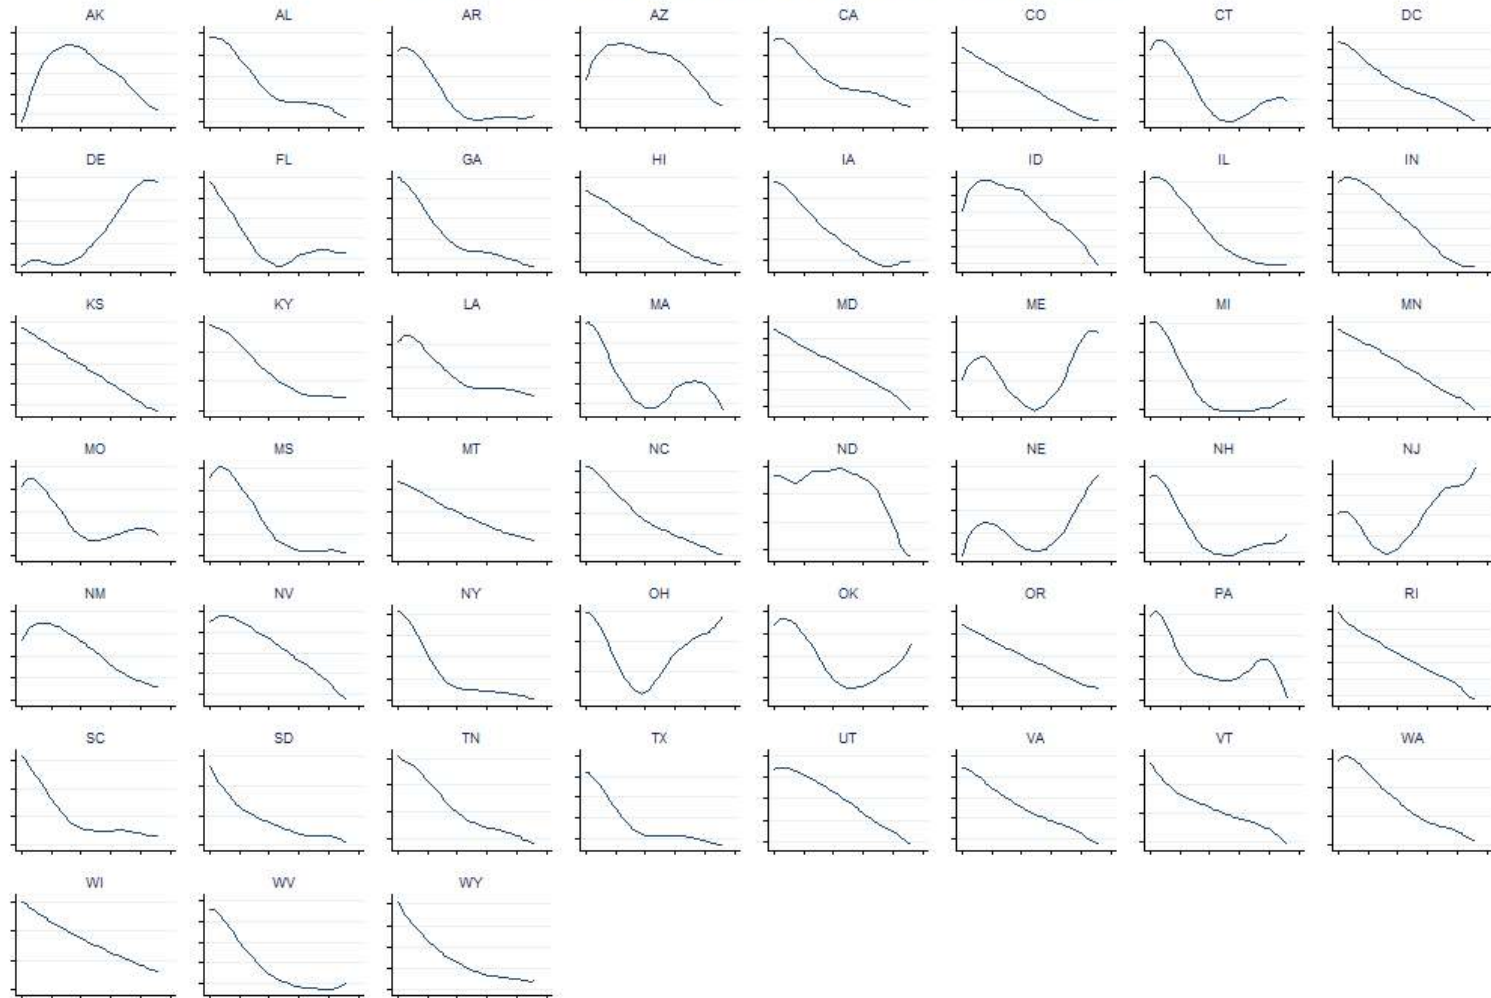 AK AL AR AZ CA CO CT DC
DE FL GA HI IA ID IL IN
KS KY LA MA MD ME MI MN
MO MS MT NC ND NE NH NJ
NM NV NY OH OK OR PA RI
SC SD TN TX UT VA VT WA
WI WV WY